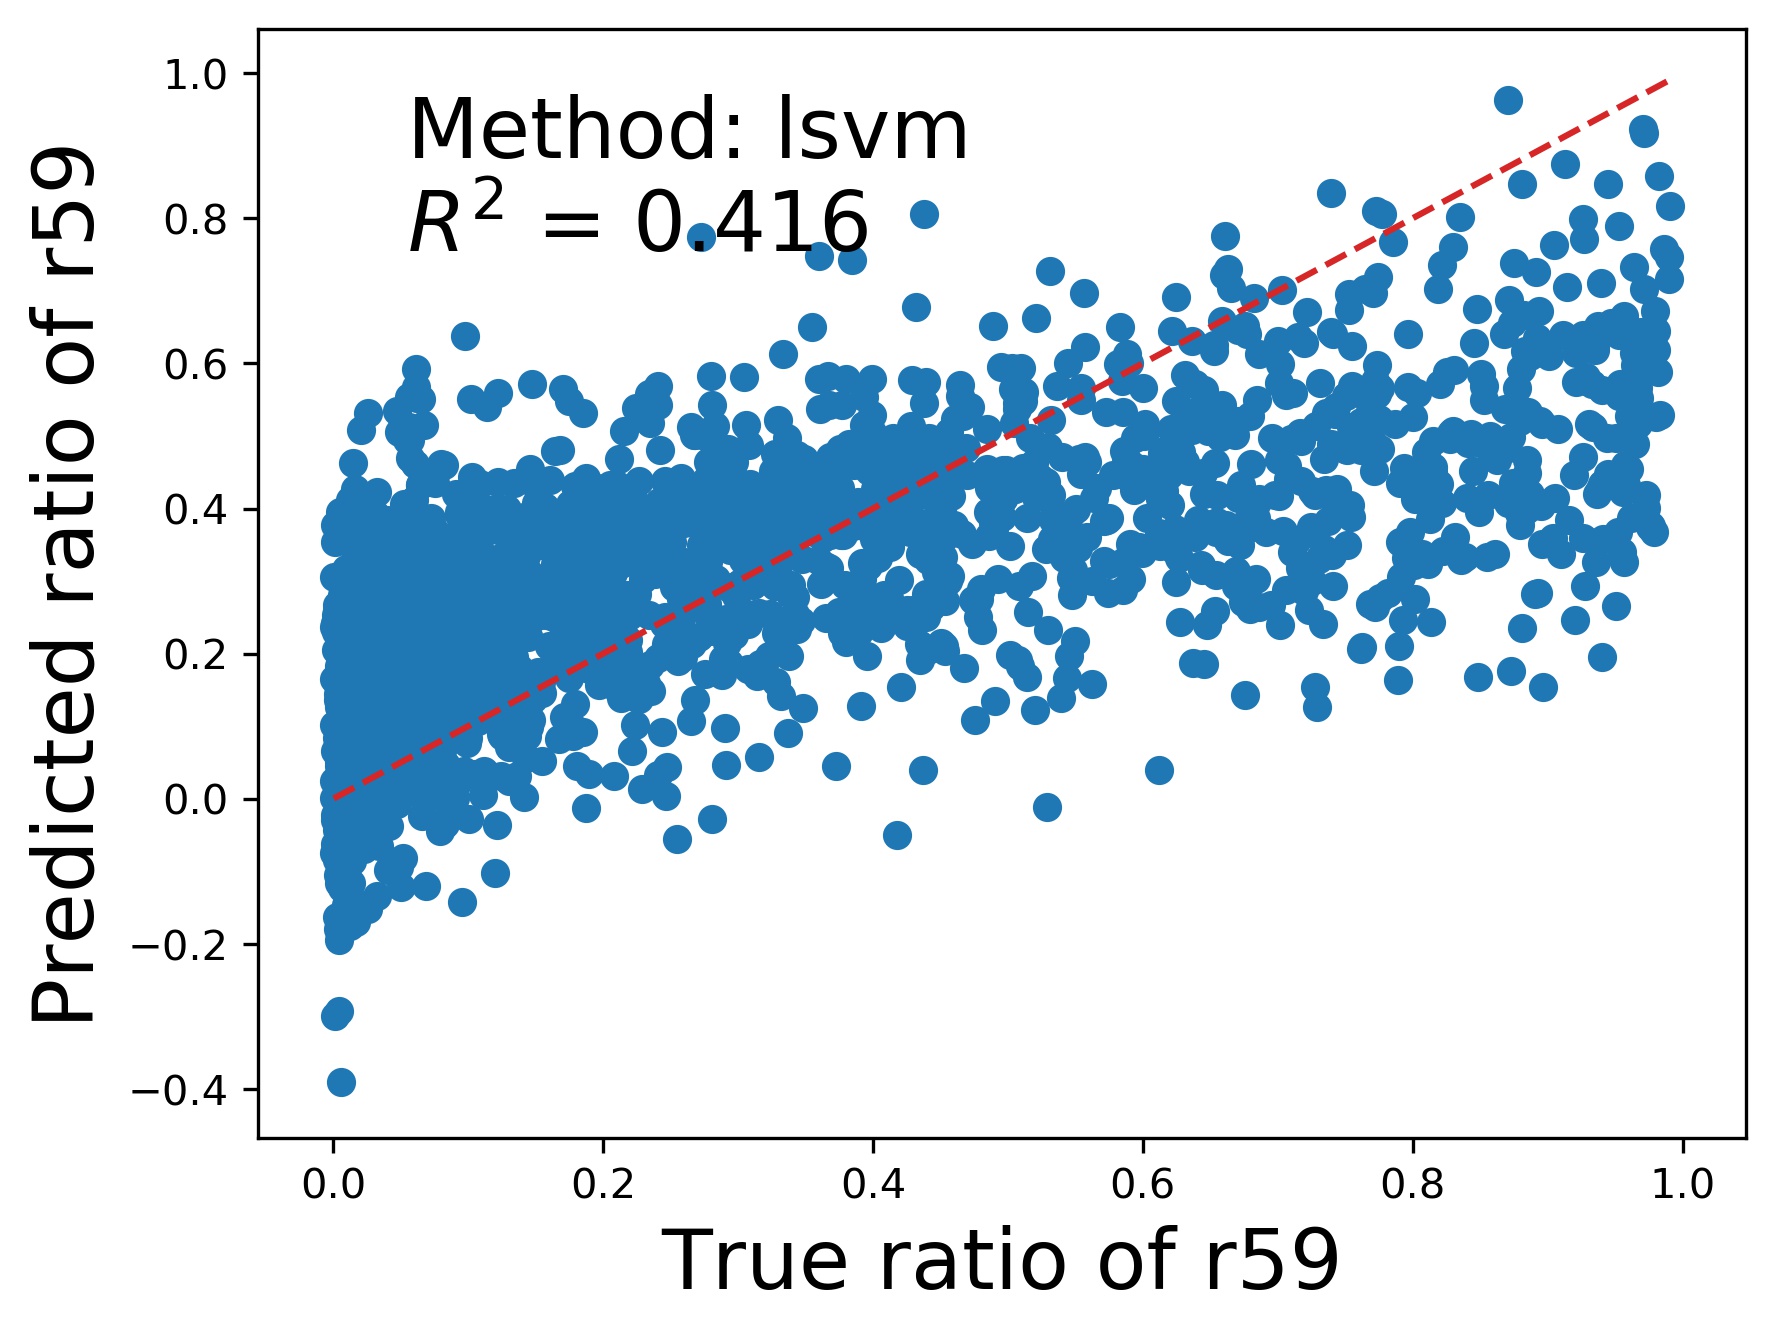 Method: lsvm
R² = 0.416
Predicted ratio of r59
1.0
0.8
0.6
0.4
0.2
0.0
−0.2
−0.4
0.0 0.2 0.4 0.6 0.8 1.0
True ratio of r59